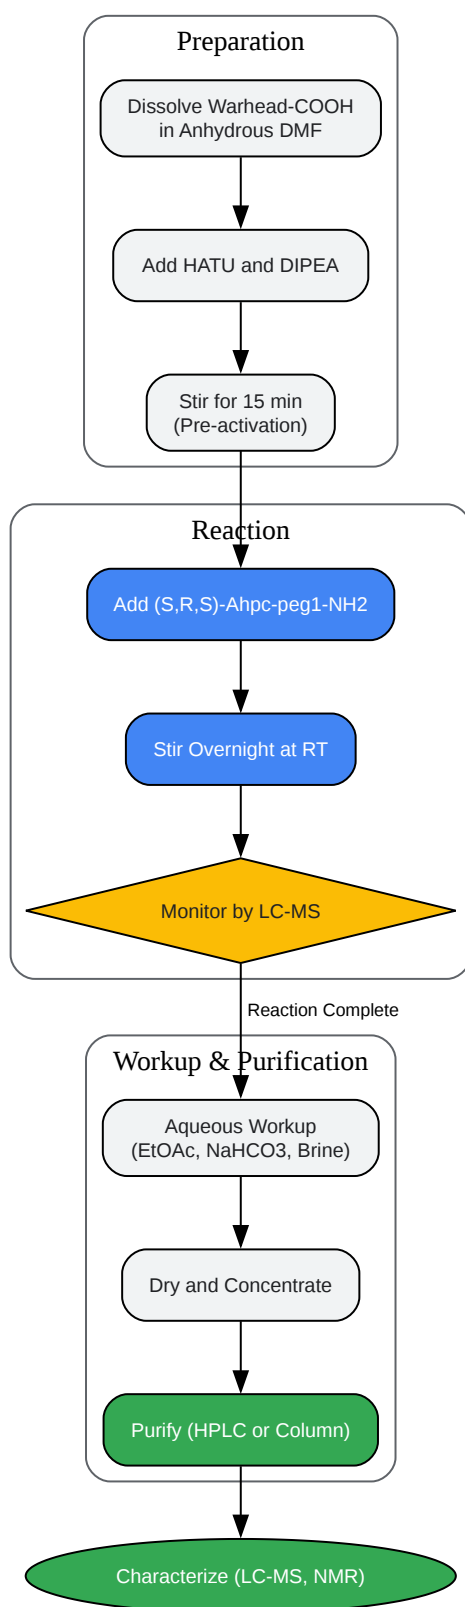 Preparation
Dissolve Warhead-COOH
in Anhydrous DMF
Add HATU and DIPEA
Stir for 15 min
(Pre-activation)
Reaction
Add (S,R,S)-Ahpc-peg1-NH2
Stir Overnight at RT
Monitor by LC-MS
Reaction Complete
Workup & Purification
Aqueous Workup
(EtOAc, NaHCO3, Brine)
Dry and Concentrate
Purify (HPLC or Column)
Characterize (LC-MS, NMR)